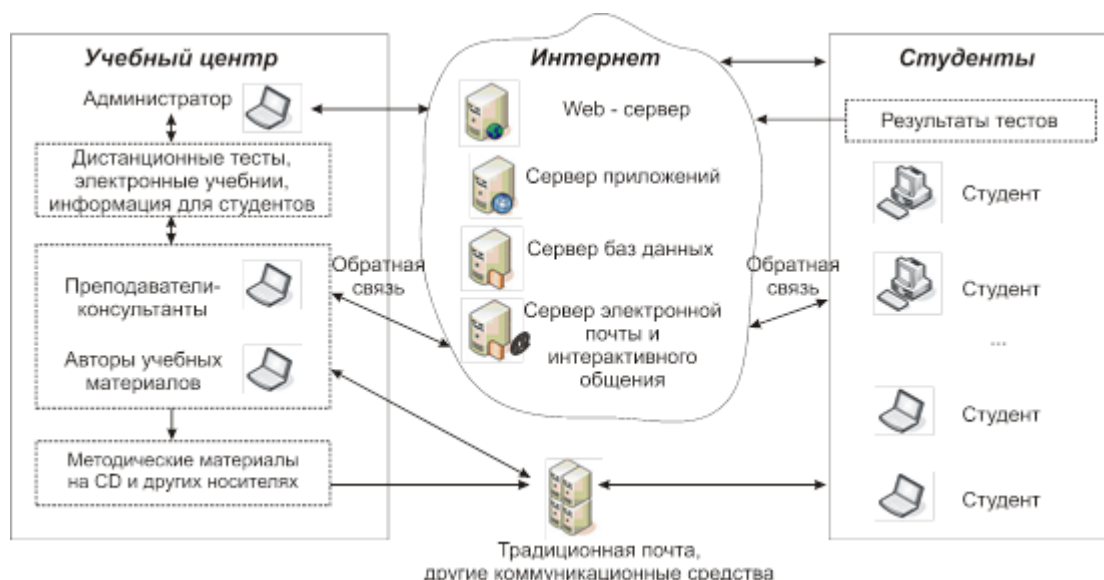 Учебный центр
Администратор
Дистанционные тесты,
электронные учебнии,
информация для студентов
Преподаватели-
консультанты
Авторы учебных
материалов
Методические материалы
на CD и других носителях
Обратная
связь
Интернет
Web - сервер
Сервер приложений
Сервер баз данных
Сервер электронной
почты и
интерактивного
общения
Традиционная почта,
другие коммуникационные средства
Обратная
связь
Студенты
Результаты тестов
Студент
Студент
...
Студент
Студент